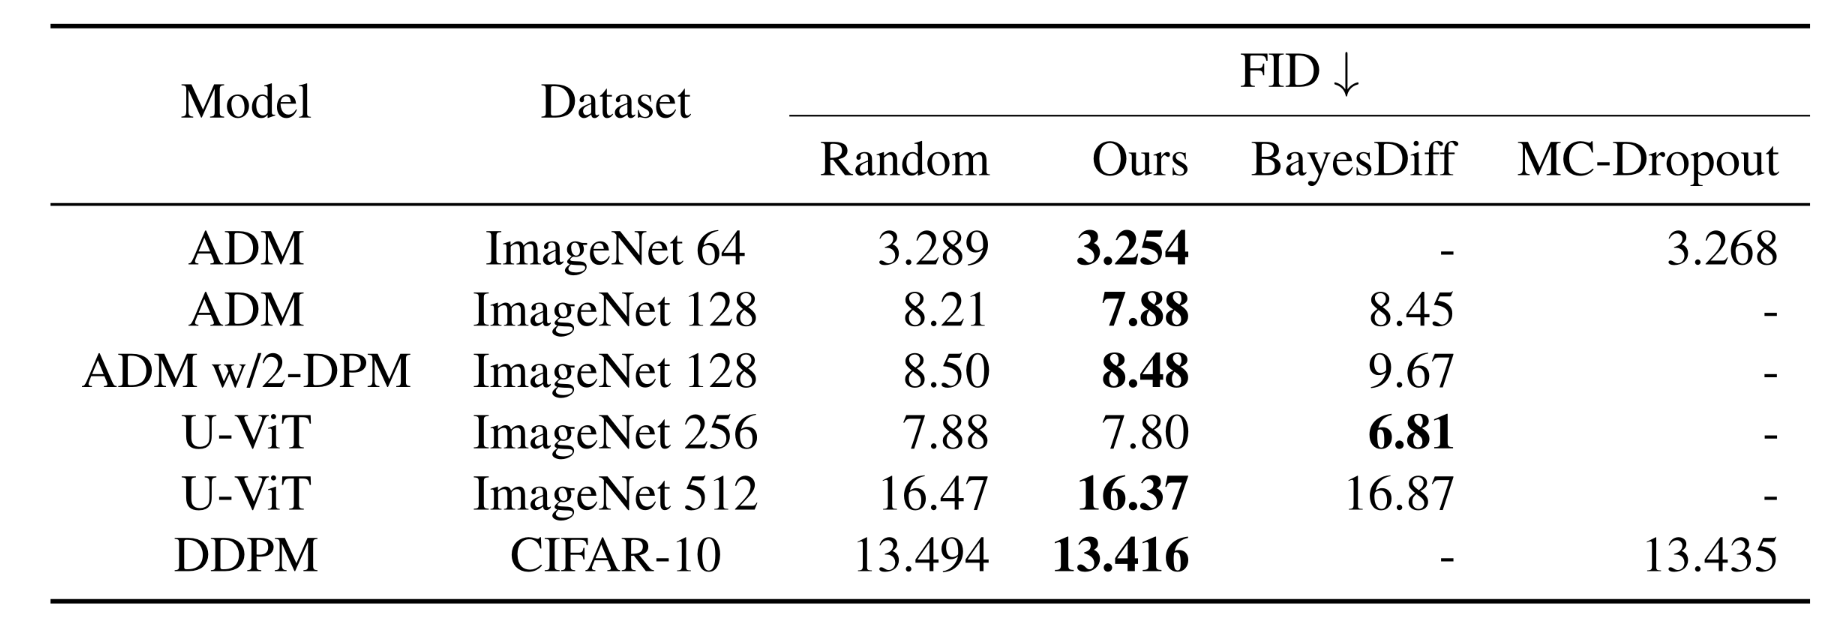 Model Dataset FID ↓
Random Ours BayesDiff MC-Dropout
ADM ImageNet 64 3.289 3.254 - 3.268
ADM ImageNet 128 8.21 7.88 8.45 -
ADM w/2-DPM ImageNet 128 8.50 8.48 9.67 -
U-ViT ImageNet 256 7.88 7.80 6.81 -
U-ViT ImageNet 512 16.47 16.37 16.87 -
DDPM CIFAR-10 13.494 13.416 - 13.435